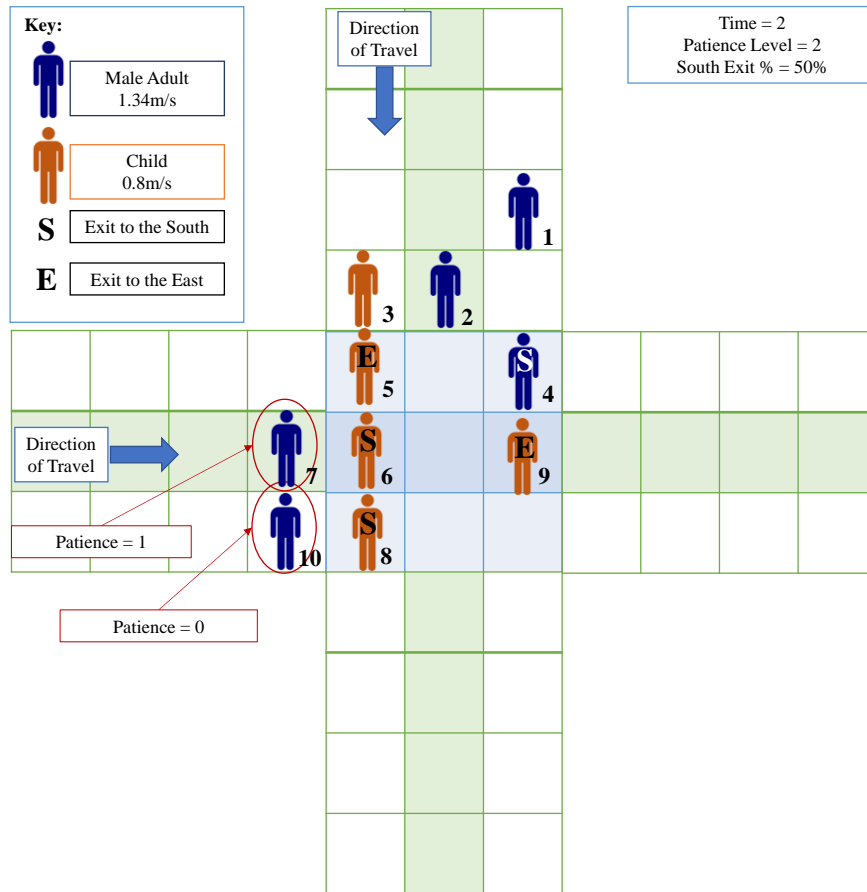 Key:
Male Adult
1.34m/s
Child
0.8m/s
S
Exit to the South
E
Exit to the East
Direction
of Travel
Time = 2
Patience Level = 2
South Exit % = 50%
1
3
2
E
5
S
4
Direction
of Travel
7
S
6
E
9
10
S
8
Patience = 1
Patience = 0